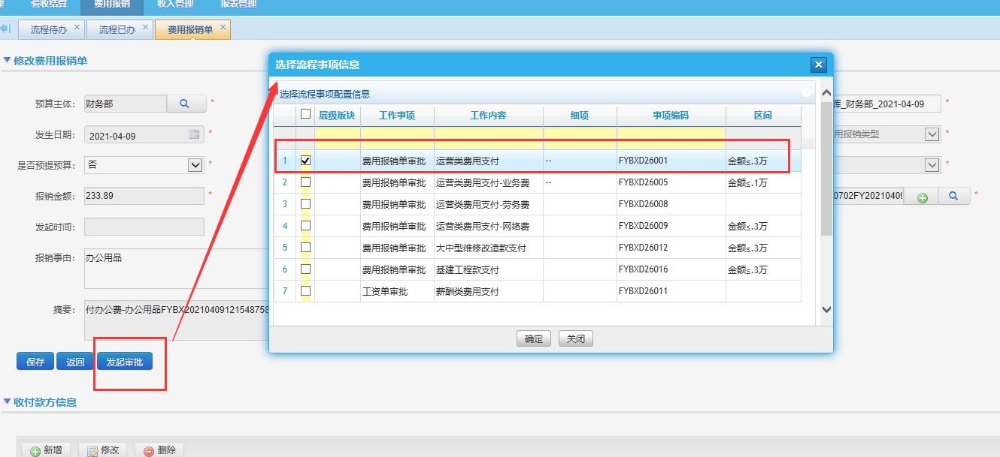 理 验收结算 费用报销 收入管理 报表管理
流程待办 流程已办 费用报销单
修改费用报销单
预算主体: 财务部 *
发生日期: 2021-04-09 *
是否预提预算: 否 *
报销金额: 233.89 *
发起时间:
报销事由: 办公用品
摘要: 付办公费-办公用品FYBX20210409121548758
保存 返回 发起审批
选择流程事项信息
选择流程事项配置信息
层级版块 工作事项 工作内容 细项 事项编码 区间
1 费用报销单审批 运营类费用支付 -- FYBXD26001 金额≤.3万
2 费用报销单审批 运营类费用支付-业务费 -- FYBXD26005 金额≤.1万
3 费用报销单审批 运营类费用支付-劳务费 FYBXD26008
4 费用报销单审批 运营类费用支付-网络费 FYBXD26009 金额≤.3万
5 费用报销单审批 大中型维修改造款支付 FYBXD26012 金额≤.3万
6 费用报销单审批 基建工程款支付 FYBXD26016 金额≤.3万
7 工资单审批 薪酬类费用支付 FYBXD26011
确定 关闭
_财务部_2021-04-09 *
用报销类型 *
*
0702FY20210409 *
收付款方信息
新增 修改 删除